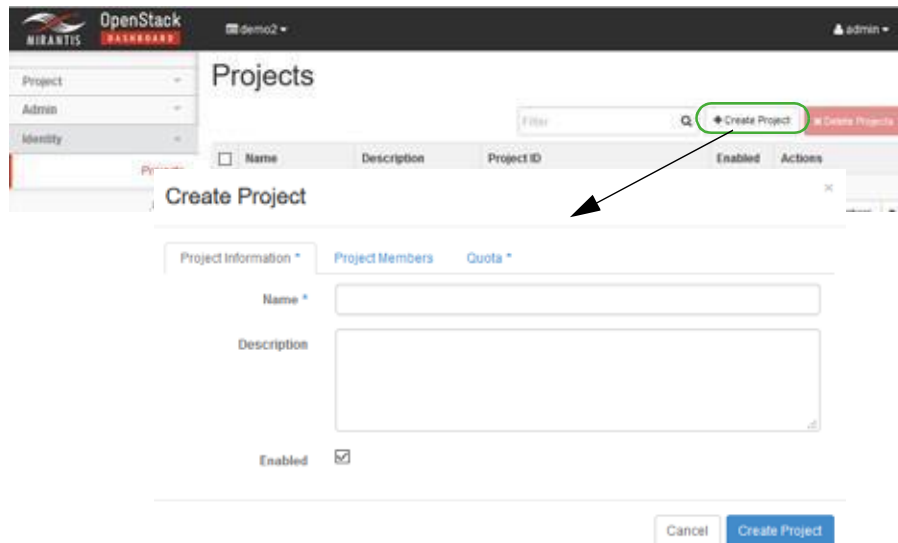 MIRANTIS
OpenStack
DASHBOARD
demo2
admin
Project
Admin
Identity
Projects
Filter
Create Project
Delete Projects
Name Description Project ID Enabled Actions
Create Project
×
Project Information * Project Members Quota *
Name *
Description
Enabled
Cancel Create Project